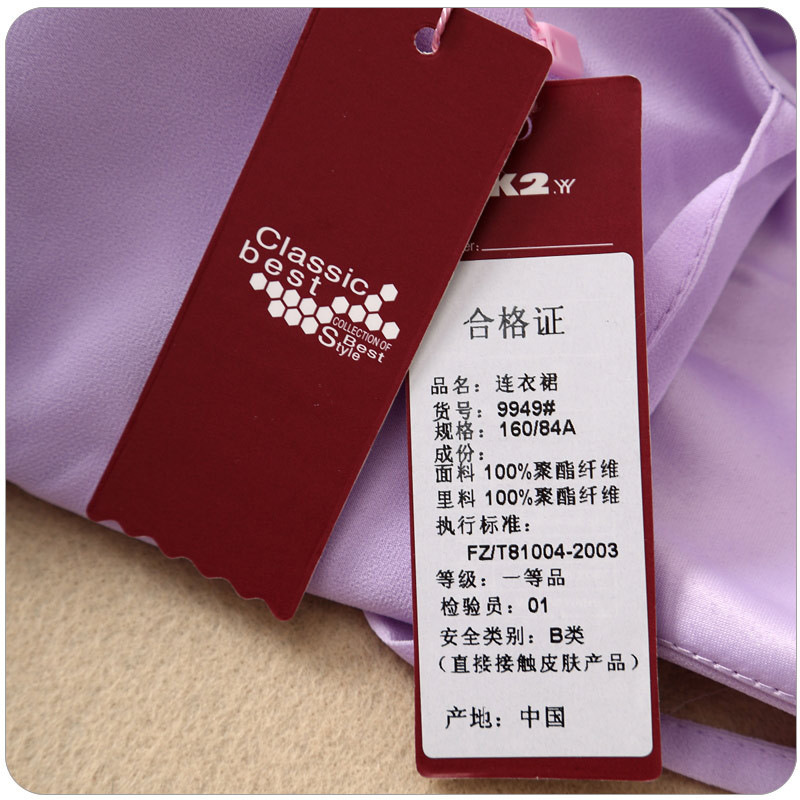 Classic
best
COLLECTION OF
Best
Style
K2
合格证
品名：连衣裙
货号：9949#
规格：160/84A
成份：
面料 100%聚酯纤维
里料 100%聚酯纤维
执行标准：
FZ/T81004-2003
等级：一等品
检验员：01
安全类别：B类
（直接接触皮肤产品）
产地：中国